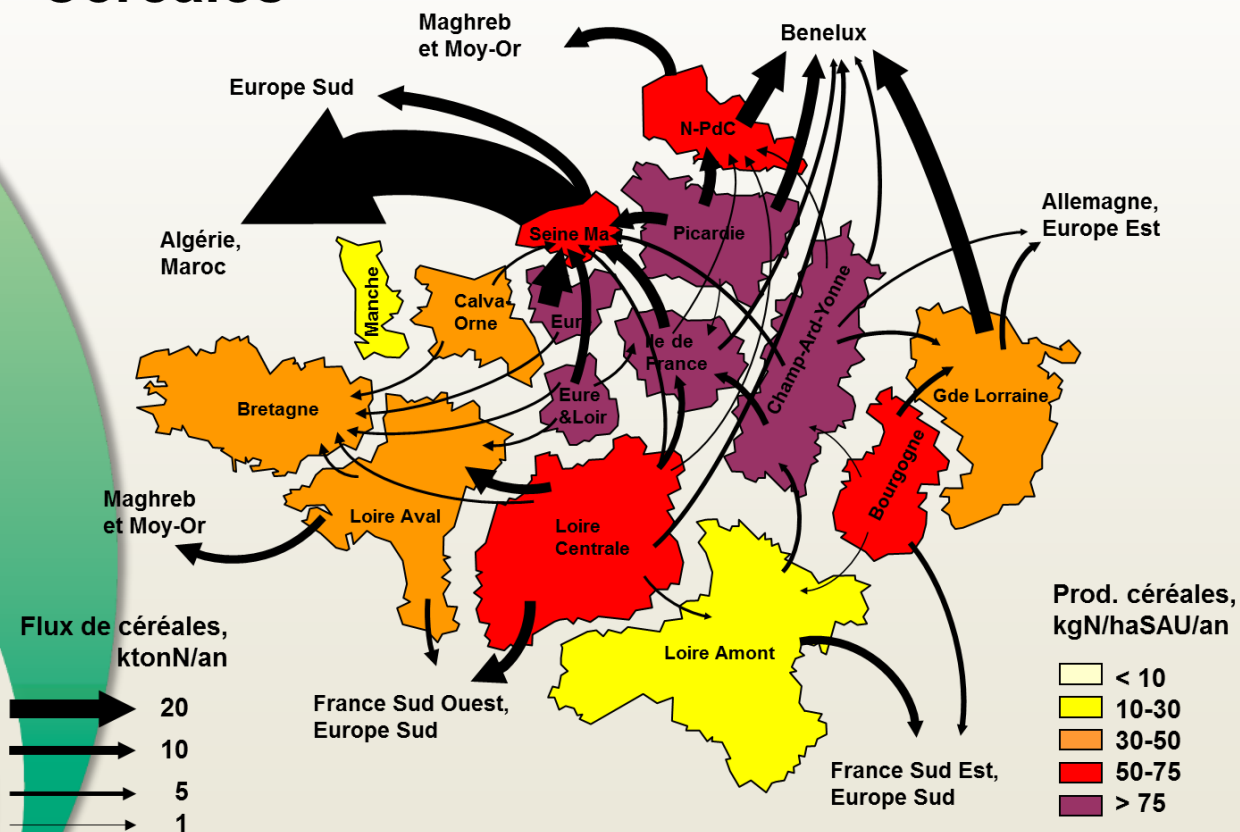 Céréales
Maghreb
et Moy-Or
Benelux
Europe Sud
N-PdC
Allemagne,
Europe Est
Seine Ma
Picardie
Algérie,
Maroc
Manche
Calva-
Orne
Eur
Ile de
France
Champ-Ard-Yonne
Eure
&Loir
Gde Lorraine
Bretagne
Bourgogne
Maghreb
et Moy-Or
Loire Aval
Loire
Centrale
Loire Amont
France Sud Ouest,
Europe Sud
France Sud Est,
Europe Sud
Flux de céréales,
ktonN/an
20
10
5
1
Prod. céréales,
kgN/haSAU/an
< 10
10-30
30-50
50-75
> 75